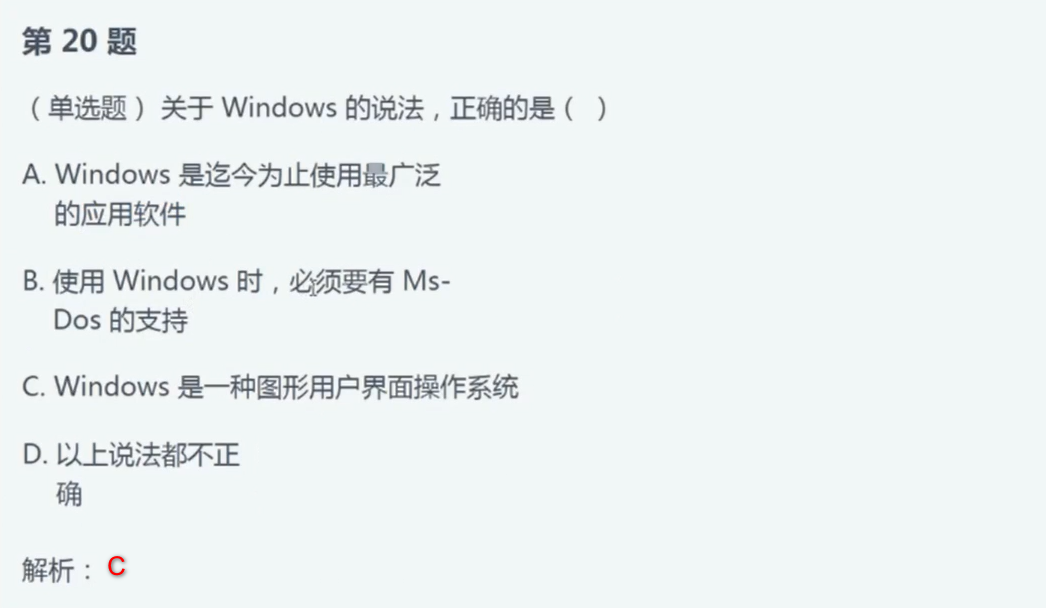 第 20 题
（单选题）关于 Windows 的说法，正确的是（  ）
A. Windows 是迄今为止使用最广泛
的应用软件
B. 使用 Windows 时，必须要有 Ms-
Dos 的支持
C. Windows 是一种图形用户界面操作系统
D. 以上说法都不正
确
解析： C